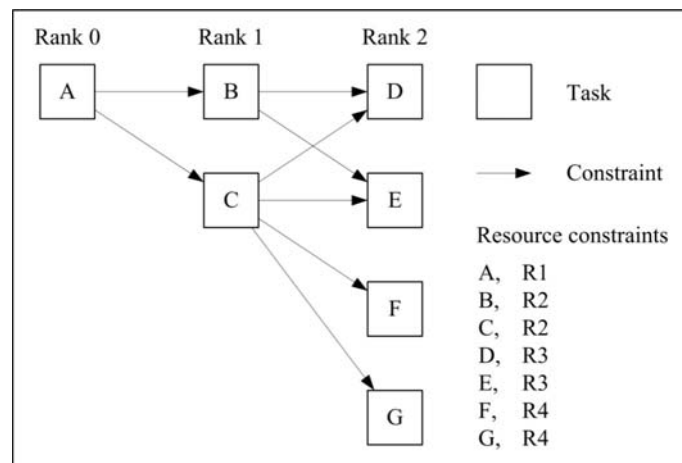 Rank 0 Rank 1 Rank 2
A B D Task
Constraint
C E
Resource constraints
A, R1
B, R2
F C, R2
D, R3
E, R3
G F, R4
G, R4